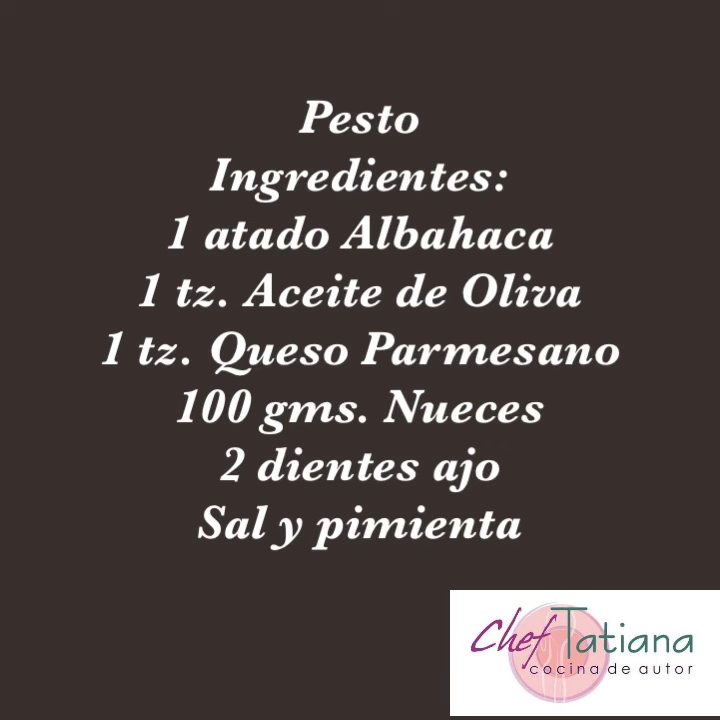 Pesto
Ingredientes:
1 atado Albahaca
1 tz. Aceite de Oliva
1 tz. Queso Parmesano
100 gms. Nueces
2 dientes ajo
Sal y pimienta
Chef Tatiana
cocina de autor